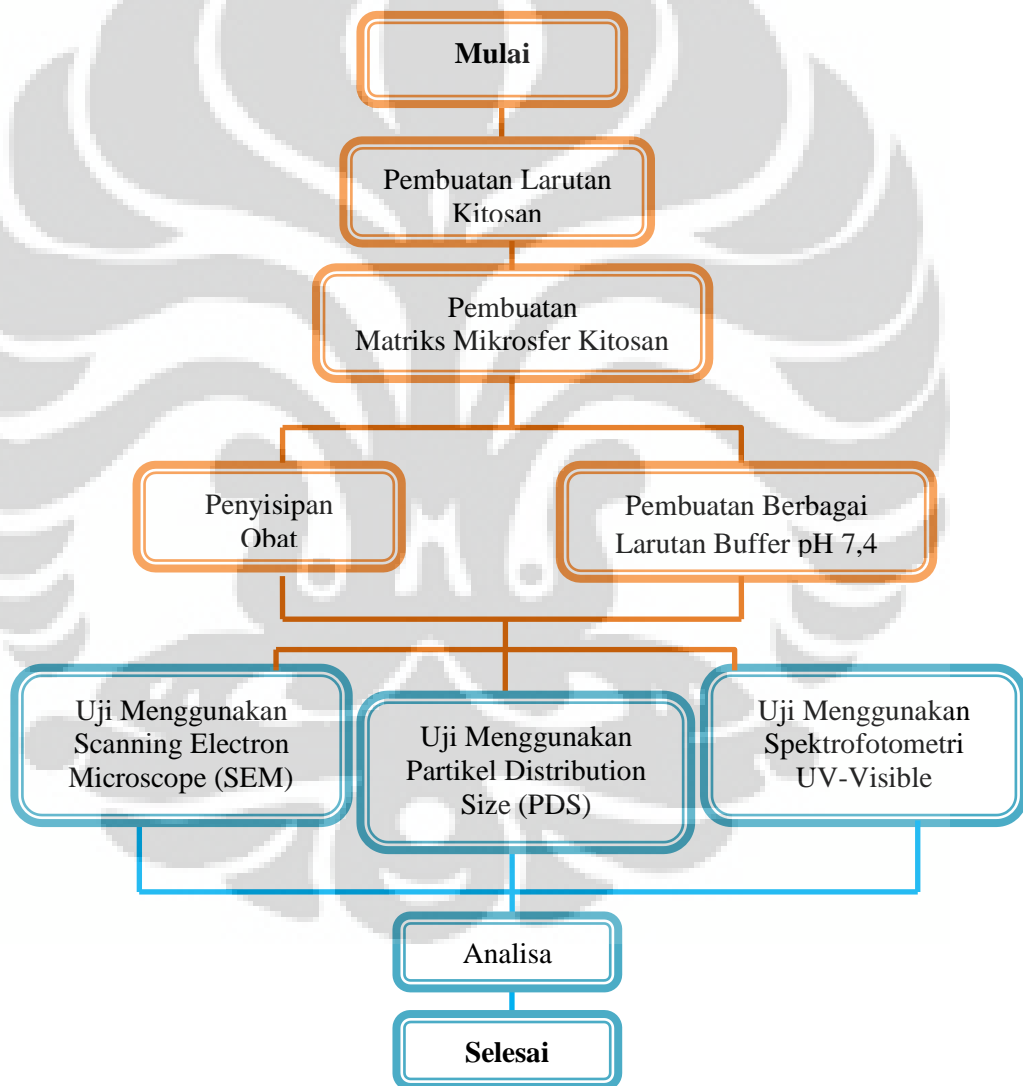 Mulai
Pembuatan Larutan
Kitosan
Pembuatan
Matriks Mikrosfer Kitosan
Penyisipan
Obat
Pembuatan Berbagai
Larutan Buffer pH 7,4
Uji Menggunakan
Scanning Electron
Microscope (SEM)
Uji Menggunakan
Partikel Distribution
Size (PDS)
Uji Menggunakan
Spektrofotometri
UV-Visible
Analisa
Selesai